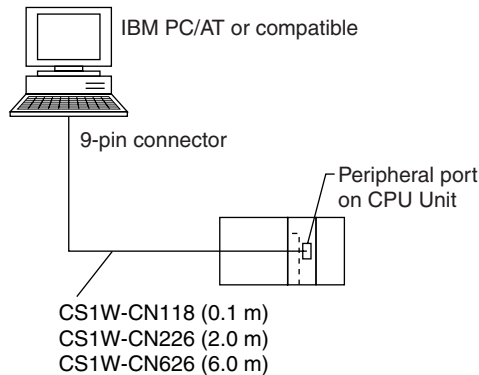 IBM PC/AT or compatible
9-pin connector
Peripheral port
on CPU Unit
CS1W-CN118 (0.1 m)
CS1W-CN226 (2.0 m)
CS1W-CN626 (6.0 m)